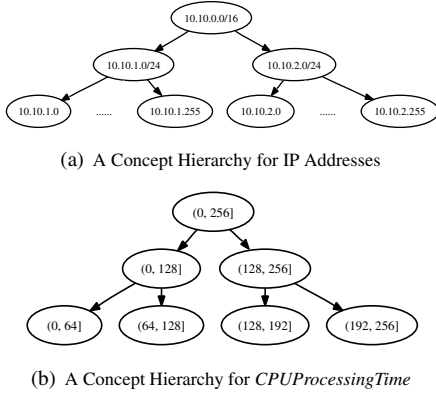 10.10.0.0/16
10.10.1.0/24 10.10.2.0/24
10.10.1.0 ...... 10.10.1.255 10.10.2.0 ...... 10.10.2.255
(a) A Concept Hierarchy for IP Addresses
(0, 256]
(0, 128] (128, 256]
(0, 64] (64, 128] (128, 192] (192, 256]
(b) A Concept Hierarchy for CPUProcessingTime